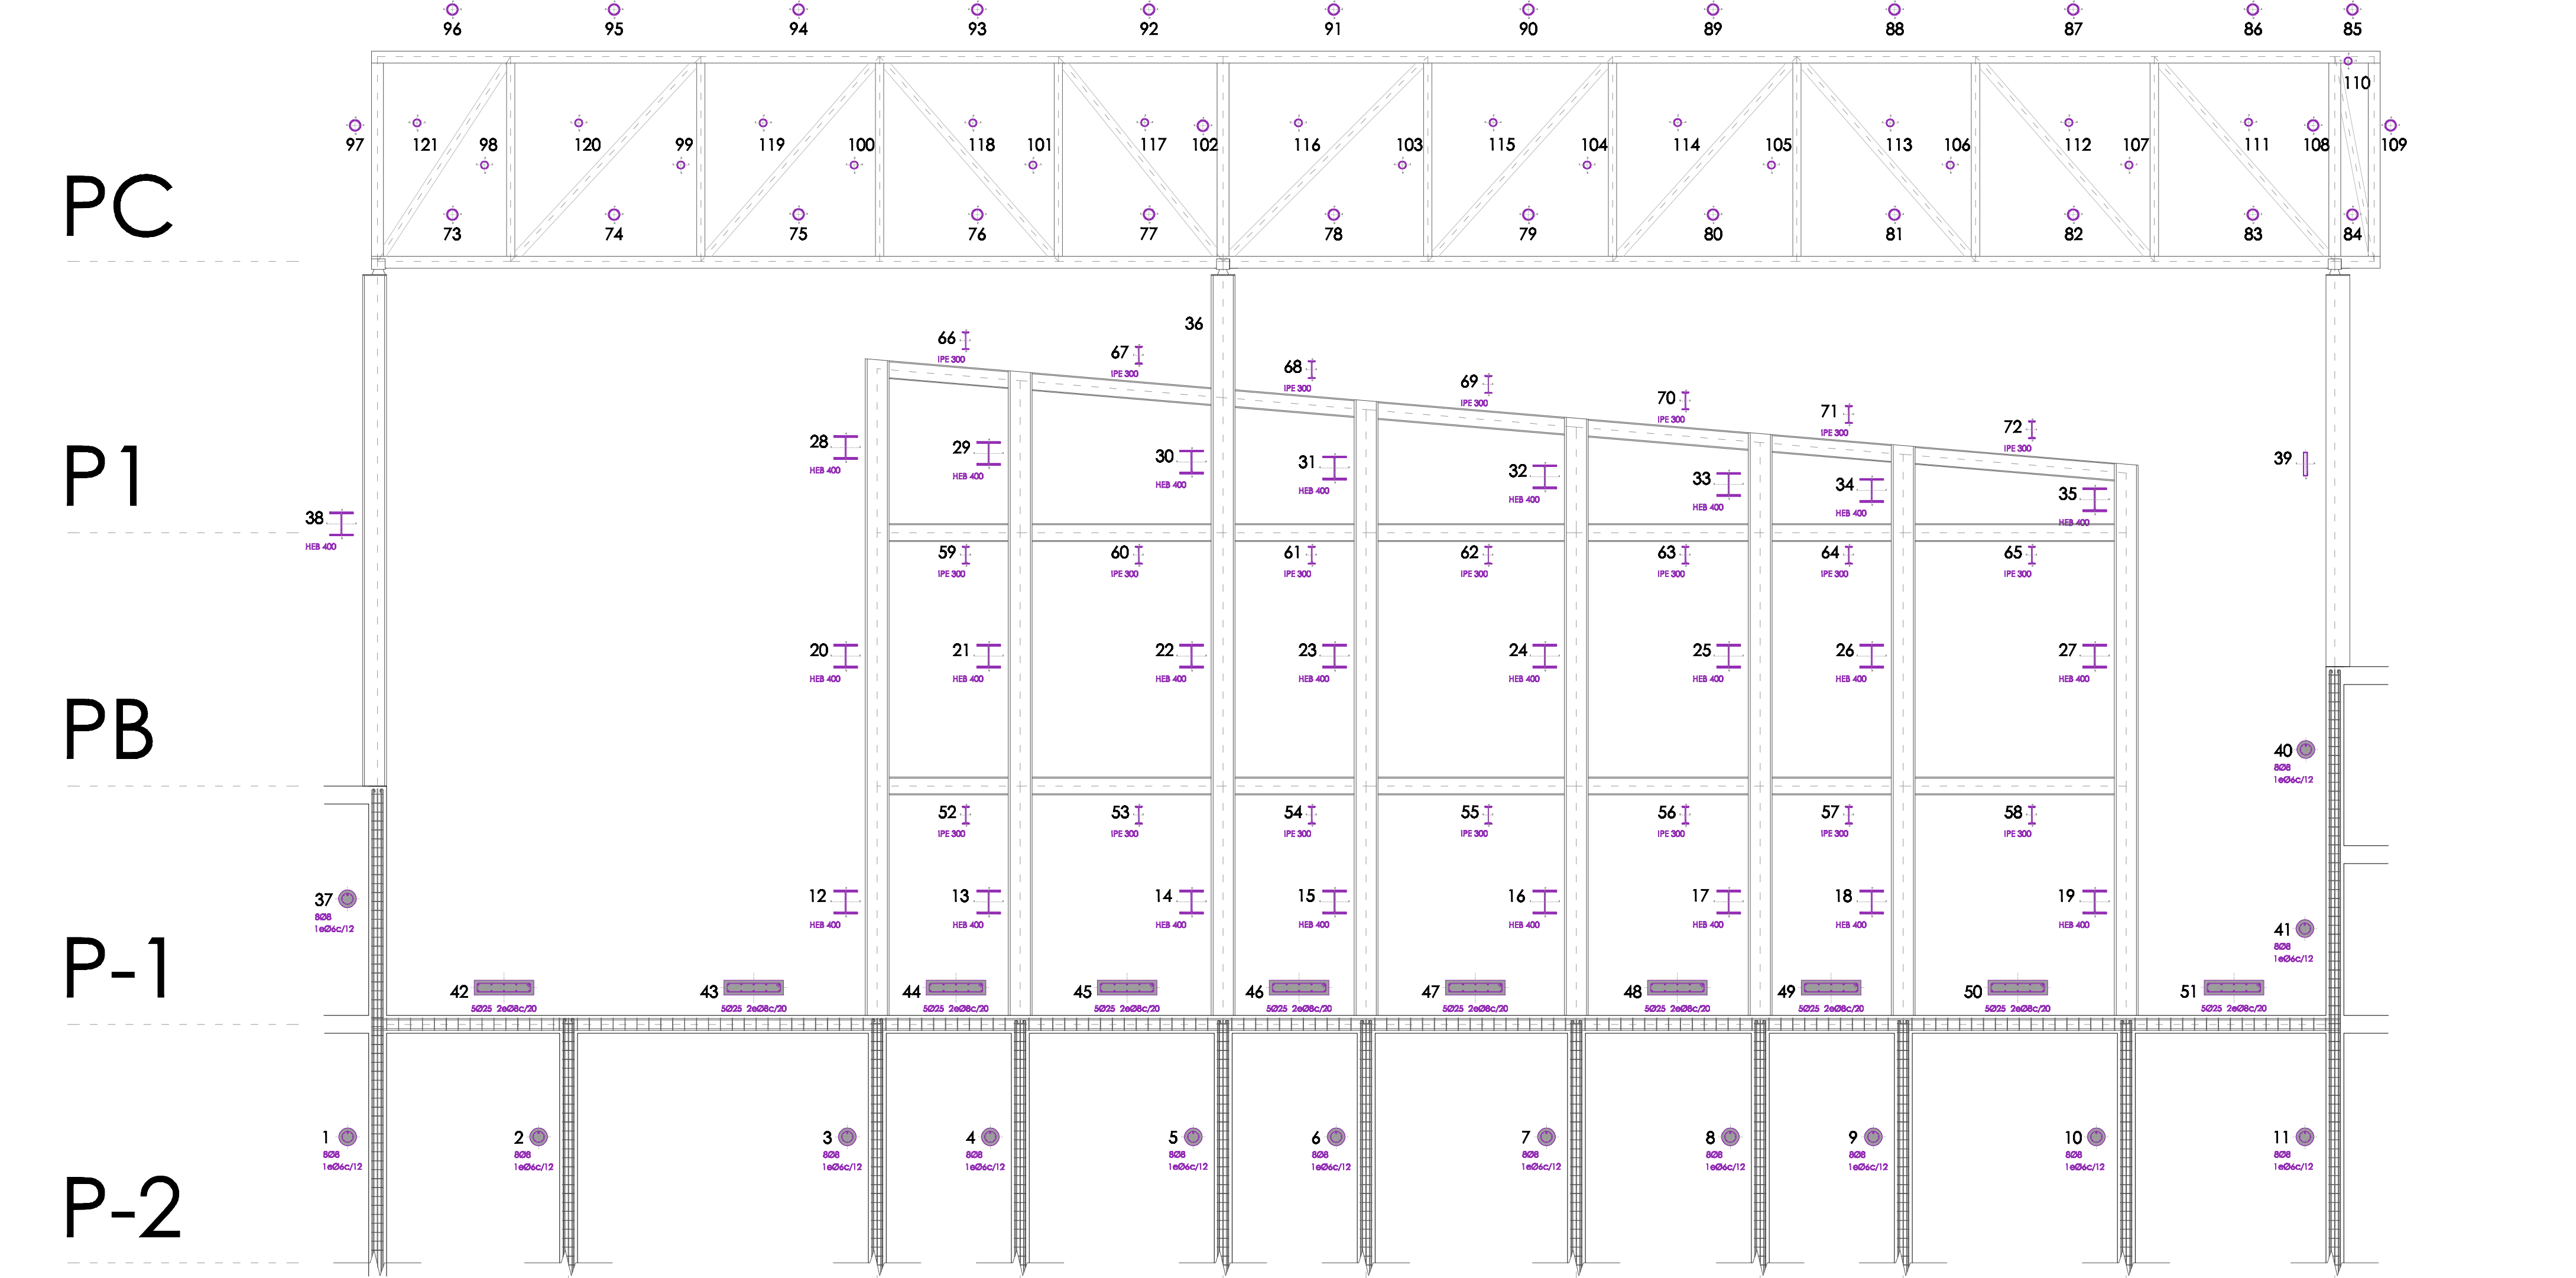 96 95 94 93 92 91 90 89 88 87 86 85
110
97 121 98 120 99 119 100 118 101 117 102 116 103 115 104 114 105 113 106 112 107 111 108 109
PC
73 74 75 76 77 78 79 80 81 82 83 84
36
66
IPE 300
67
IPE 300
68
IPE 300
69
IPE 300
70
IPE 300
71
IPE 300
72
IPE 300
28
HEB 400
29
HEB 400
30
HEB 400
31
HEB 400
32
HEB 400
33
HEB 400
34
HEB 400
35
HEB 400
39
P1
38
HEB 400
59 60 61 62 63 64 65
IPE 300 IPE 300 IPE 300 IPE 300 IPE 300 IPE 300 IPE 300
20 21 22 23 24 25 26 27
HEB 400 HEB 400 HEB 400 HEB 400 HEB 400 HEB 400 HEB 400 HEB 400
PB
40
8Ø8
1eØ6c/12
52 53 54 55 56 57 58
IPE 300 IPE 300 IPE 300 IPE 300 IPE 300 IPE 300 IPE 300
37
8Ø8
1eØ6c/12
12 13 14 15 16 17 18 19
HEB 400 HEB 400 HEB 400 HEB 400 HEB 400 HEB 400 HEB 400 HEB 400
41
8Ø8
1eØ6c/12
P-1
42 43 44 45 46 47 48 49 50 51
5Ø25 2eØ8c/20 5Ø25 2eØ8c/20 5Ø25 2eØ8c/20 5Ø25 2eØ8c/20 5Ø25 2eØ8c/20 5Ø25 2eØ8c/20 5Ø25 2eØ8c/20 5Ø25 2eØ8c/20 5Ø25 2eØ8c/20 5Ø25 2eØ8c/20
1 2 3 4 5 6 7 8 9 10 11
8Ø8 8Ø8 8Ø8 8Ø8 8Ø8 8Ø8 8Ø8 8Ø8 8Ø8 8Ø8 8Ø8
1eØ6c/12 1eØ6c/12 1eØ6c/12 1eØ6c/12 1eØ6c/12 1eØ6c/12 1eØ6c/12 1eØ6c/12 1eØ6c/12 1eØ6c/12 1eØ6c/12
P-2